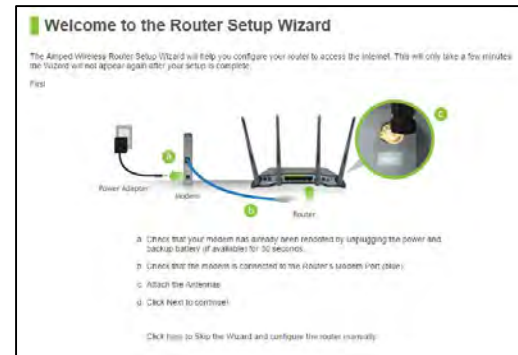 Welcome to the Router Setup Wizard
The Amped Wireless Router Setup Wizard will help you configure your router to access the Internet. This will only take a few minutes
the Wizard will not appear again after your setup is complete.
First
a
c
Power Adapter
Modem
b
Router
a. Check that your modem has already been rebooted by unplugging the power and
backup battery (if available) for 30 seconds.
b. Check that the modem is connected to the Router's Modem Port (blue)
c. Attach the Antennas
d. Click Next to continue!
Click here to Skip the Wizard and configure the router manually.